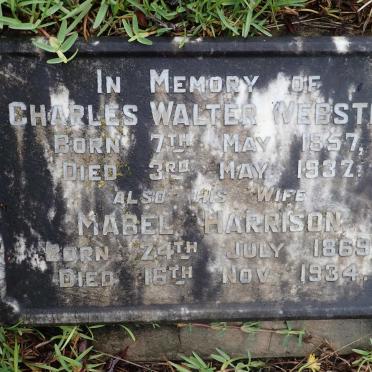 IN MEMORY OF
CHARLES WALTER WEBST
BORN 7TH MAY 1857,
DIED 3RD MAY 1937.
ALSO HIS WIFE
MABEL HARRISON
BORN 24TH JULY 1869
DIED 16TH NOV 1934.